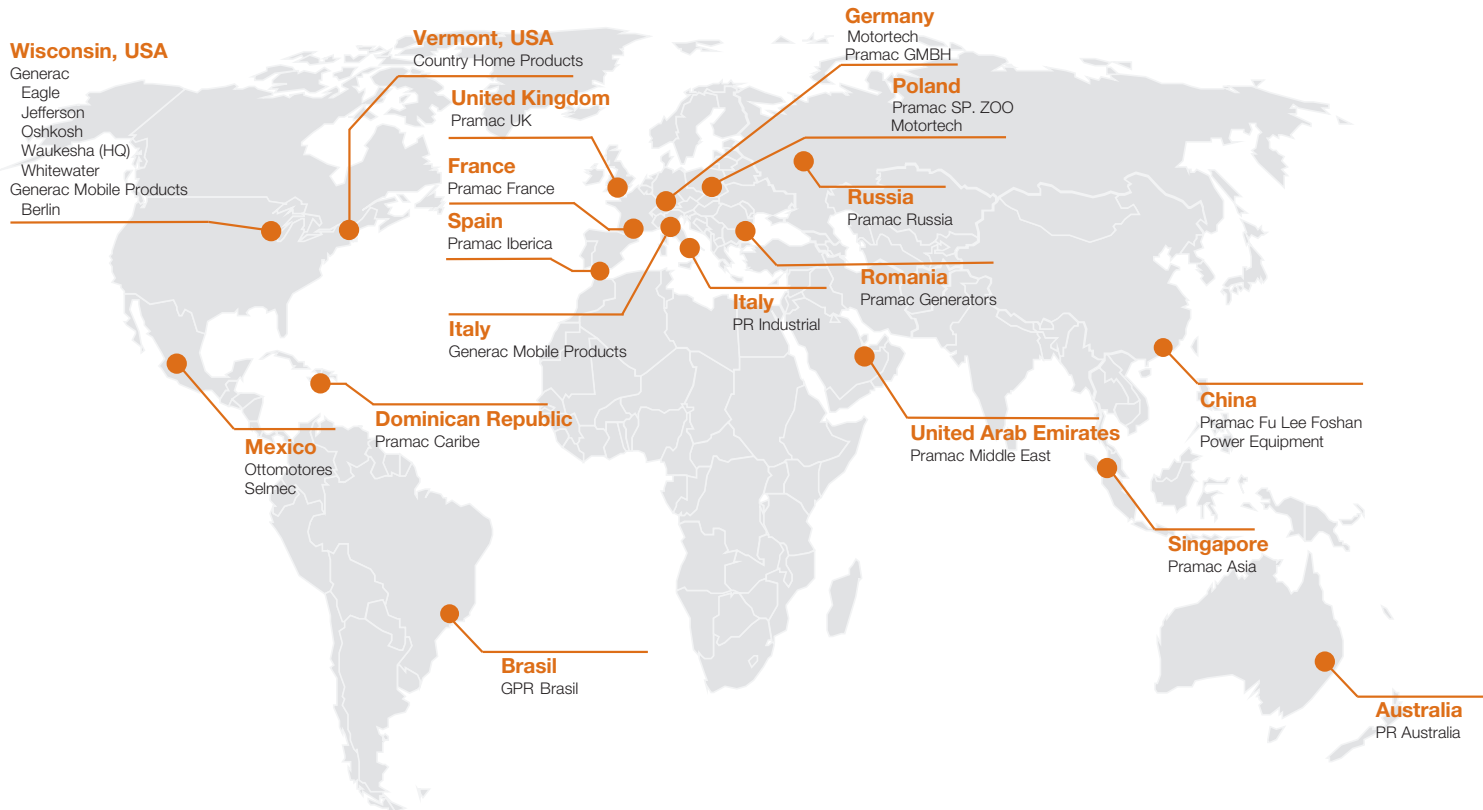 Wisconsin, USA
Generac
Eagle
Jefferson
Oshkosh
Waukesha (HQ)
Whitewater
Generac Mobile Products
Berlin
Vermont, USA
Country Home Products
United Kingdom
Pramac UK
France
Pramac France
Spain
Pramac Iberica
Italy
Generac Mobile Products
Germany
Motortech
Pramac GMBH
Poland
Pramac SP. ZOO
Motortech
Russia
Pramac Russia
Romania
Pramac Generators
Italy
PR Industrial
Mexico
Ottomotores
Selmec
Dominican Republic
Pramac Caribe
United Arab Emirates
Pramac Middle East
China
Pramac Fu Lee Foshan
Power Equipment
Singapore
Pramac Asia
Brasil
GPR Brasil
Australia
PR Australia